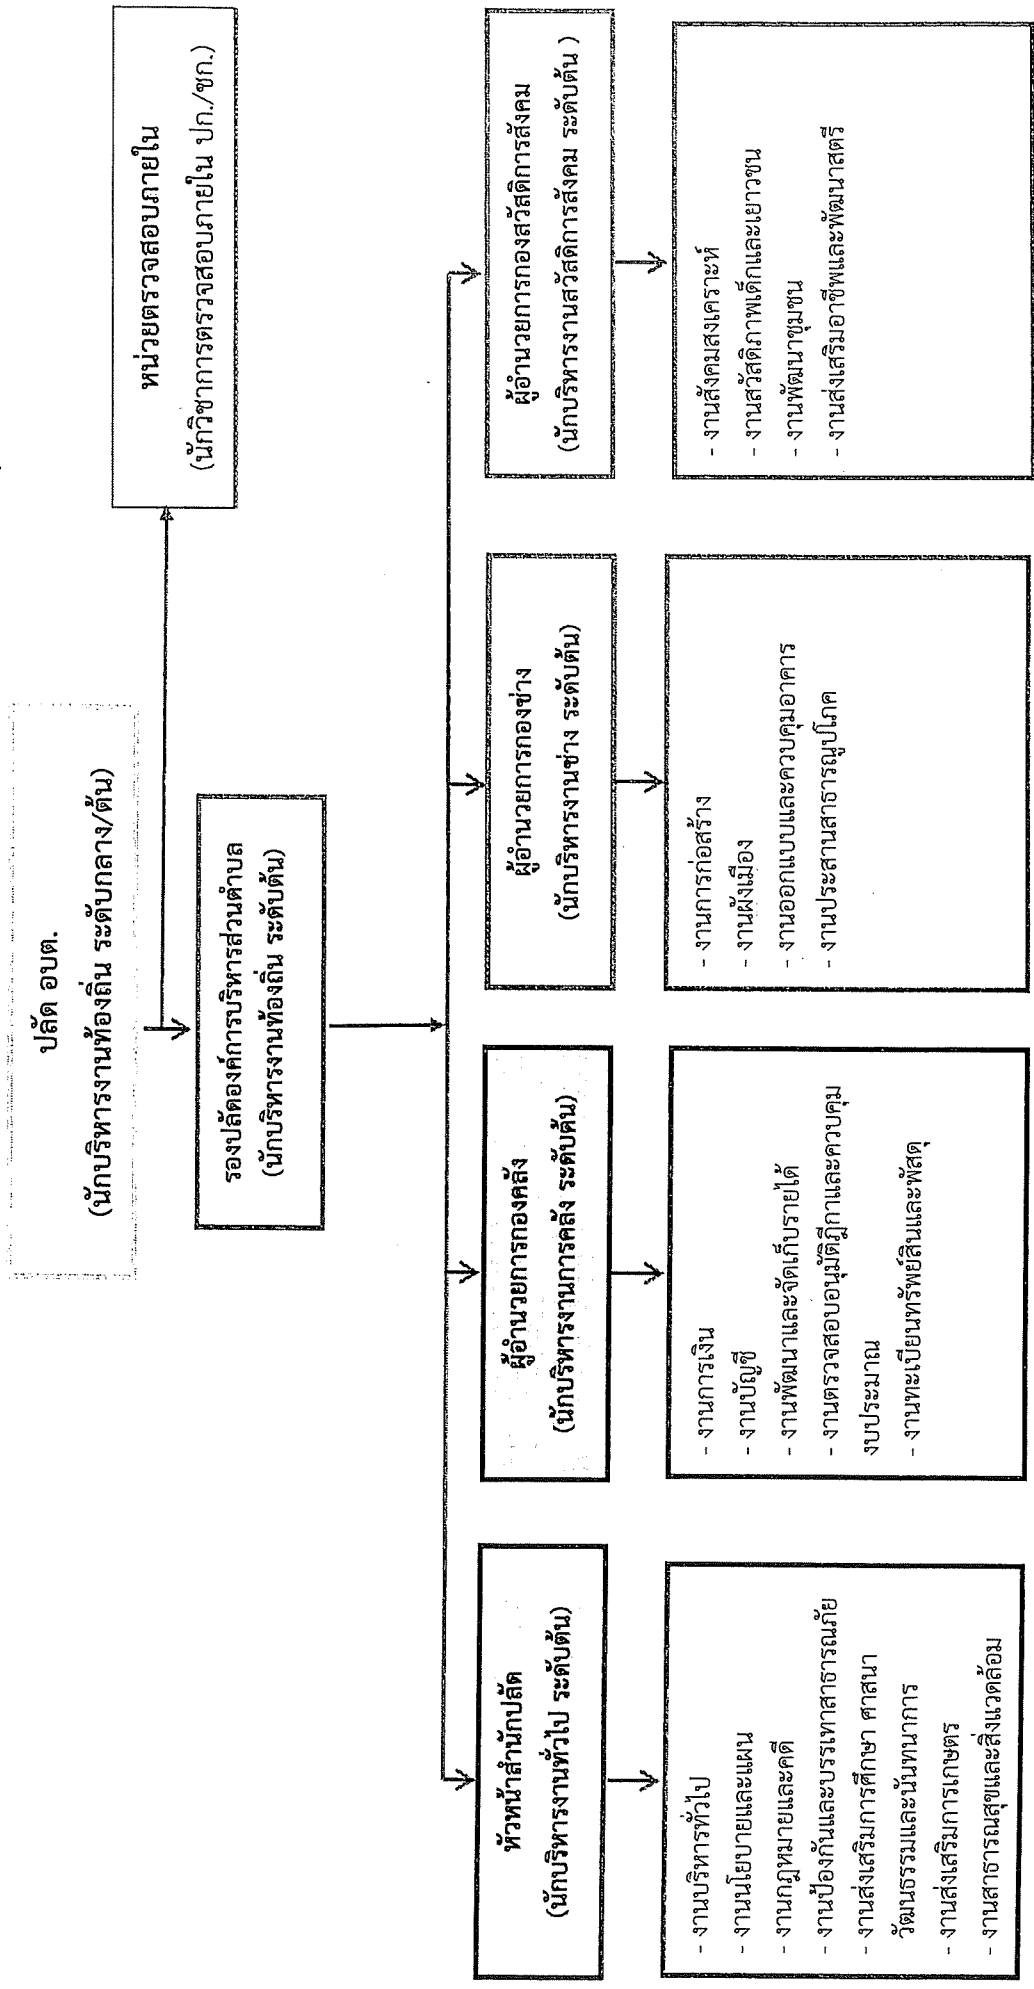 ปลัด อบต.
(นักบริหารงานท้องถิ่น ระดับกลาง/ต้น)
หน่วยตรวจสอบภายใน
(นักวิชาการตรวจสอบภายใน ปก./ชก.)
รองปลัดองค์การบริหารส่วนตำบล
(นักบริหารงานท้องถิ่น ระดับต้น)
หัวหน้าสำนักปลัด
(นักบริหารงานทั่วไป ระดับต้น)
ผู้อำนวยการกองคลัง
(นักบริหารงานการคลัง ระดับต้น)
ผู้อำนวยการกองช่าง
(นักบริหารงานช่าง ระดับต้น)
ผู้อำนวยการกองสวัสดิการสังคม
(นักบริหารงานสวัสดิการสังคม ระดับต้น )
- งานบริหารทั่วไป
- งานนโยบายและแผน
- งานกฎหมายและคดี
- งานป้องกันและบรรเทาสาธารณภัย
- งานส่งเสริมการศึกษา ศาสนา
วัฒนธรรมและนันทนาการ
- งานส่งเสริมการเกษตร
- งานสาธารณสุขและสิ่งแวดล้อม
- งานการเงิน
- งานบัญชี
- งานพัฒนาและจัดเก็บรายได้
- งานตรวจสอบอนุมัติฎีกาและควบคุม
งบประมาณ
- งานทะเบียนทรัพย์สินและพัสดุ
- งานการก่อสร้าง
- งานผังเมือง
- งานออกแบบและควบคุมอาคาร
- งานประสานสาธารณูปโภค
- งานสังคมสงเคราะห์
- งานสวัสดิภาพเด็กและเยาวชน
- งานพัฒนาชุมชน
- งานส่งเสริมอาชีพและพัฒนาสตรี